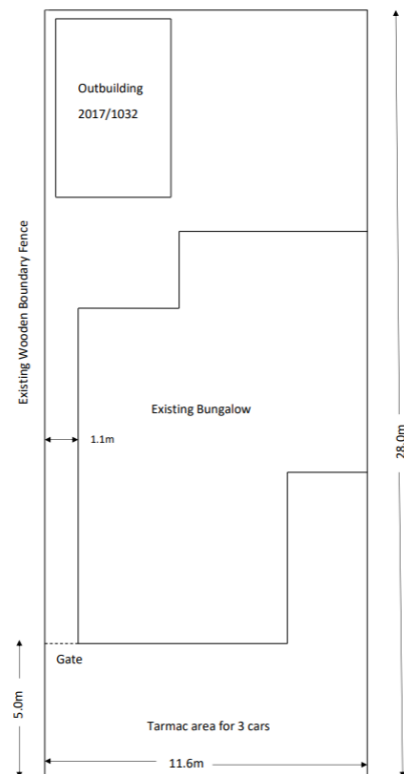 Outbuilding
2017/1032
Existing Wooden Boundary Fence
Existing Bungalow
1.1m
28.0m
Gate
5.0m
Tarmac area for 3 cars
11.6m